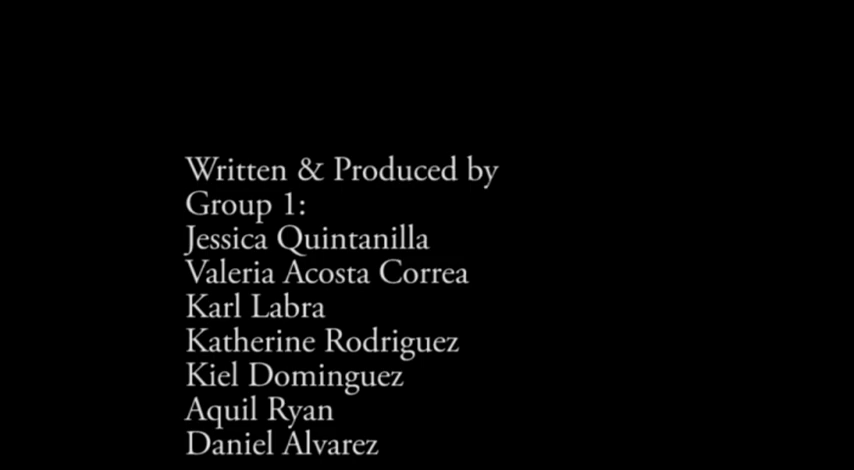 Written & Produced by
Group 1:
Jessica Quintanilla
Valeria Acosta Correa
Karl Labra
Katherine Rodriguez
Kiel Dominguez
Aquil Ryan
Daniel Alvarez